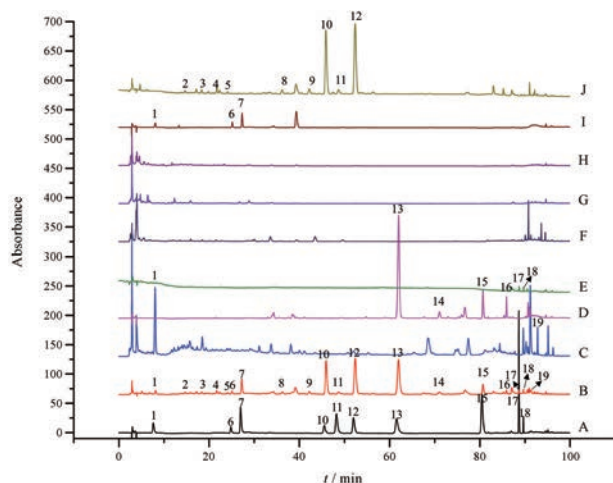 700
650
600
550
500
450
400
350
300
250
200
150
100
50
0
Absorbance
0 20 40 60 80 100
t / min
10 12
2 3 4 5 8 9 11 J
1 6 7 I
H
G
F
13
1 17 18 E
14 15 16 D
19 C
1 2 3 4 5 6 7 8 9 10 11 12 13 14 15 16 17 18 19 B
1 6 7 10 11 12 13 15 17 18 A